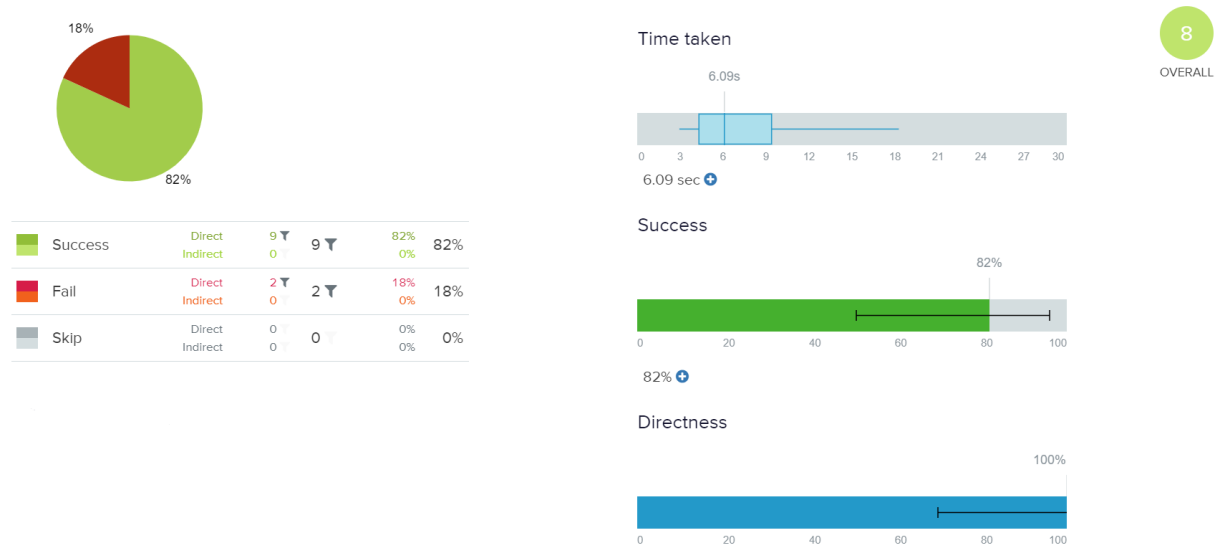 18%
82%
Success Direct 9 9 82% 82%
Indirect 0 0%
Fail Direct 2 2 18% 18%
Indirect 0 0%
Skip Direct 0 0 0% 0%
Indirect 0 0%
Time taken
6.09s
0 3 6 9 12 15 18 21 24 27 30
6.09 sec
Success
82%
0 20 40 60 80 100
82%
Directness
100%
0 20 40 60 80 100
8
OVERALL